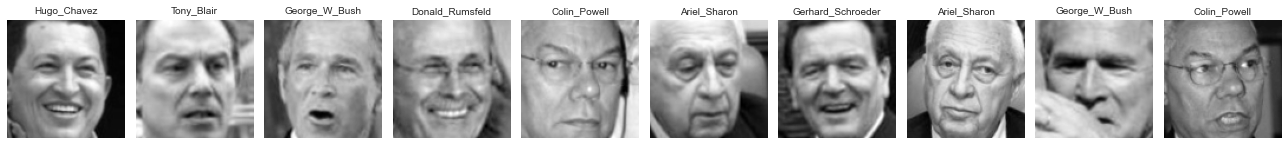 Hugo_Chavez Tony_Blair George_W_Bush Donald_Rumsfeld Colin_Powell Ariel_Sharon Gerhard_Schroeder Ariel_Sharon George_W_Bush Colin_Powell